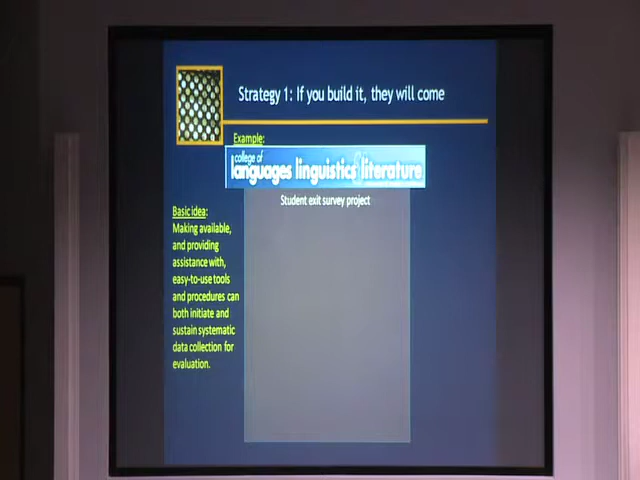 Strategy 1: If you build it, they will come
Example:
college of
languages linguistics & literature
Student exit survey project
Basic idea:
Making available,
and providing
assistance with,
easy-to-use tools
and procedures can
both initiate and
sustain systematic
data collection for
evaluation.